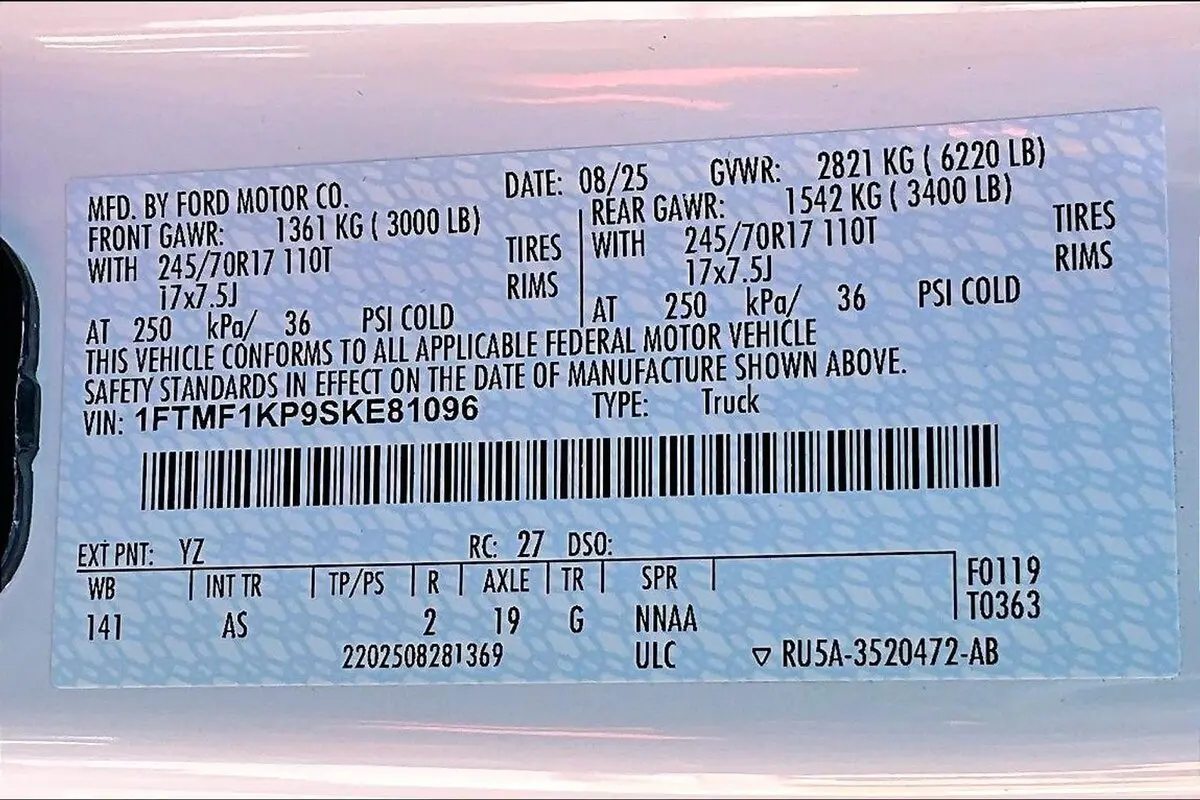 MFD. BY FORD MOTOR CO. DATE: 08/25 GVWR: 2821 KG ( 6220 LB)
FRONT GAWR: 1361 KG ( 3000 LB) REAR GAWR: 1542 KG ( 3400 LB)
WITH 245/70R17 110T TIRES WITH 245/70R17 110T TIRES
17x7.5J RIMS 17x7.5J RIMS
AT 250 kPa/ 36 PSI COLD AT 250 kPa/ 36 PSI COLD
THIS VEHICLE CONFORMS TO ALL APPLICABLE FEDERAL MOTOR VEHICLE
SAFETY STANDARDS IN EFFECT ON THE DATE OF MANUFACTURE SHOWN ABOVE.
VIN: 1FTMF1KP9SKE81096 TYPE: Truck
EXT PNT: YZ RC: 27 DSO:
WB INT TR TP/PS R AXLE TR SPR F0119
141 AS 2 19 G NNAA T0363
2202508281369 ULC ▽ RU5A-3520472-AB